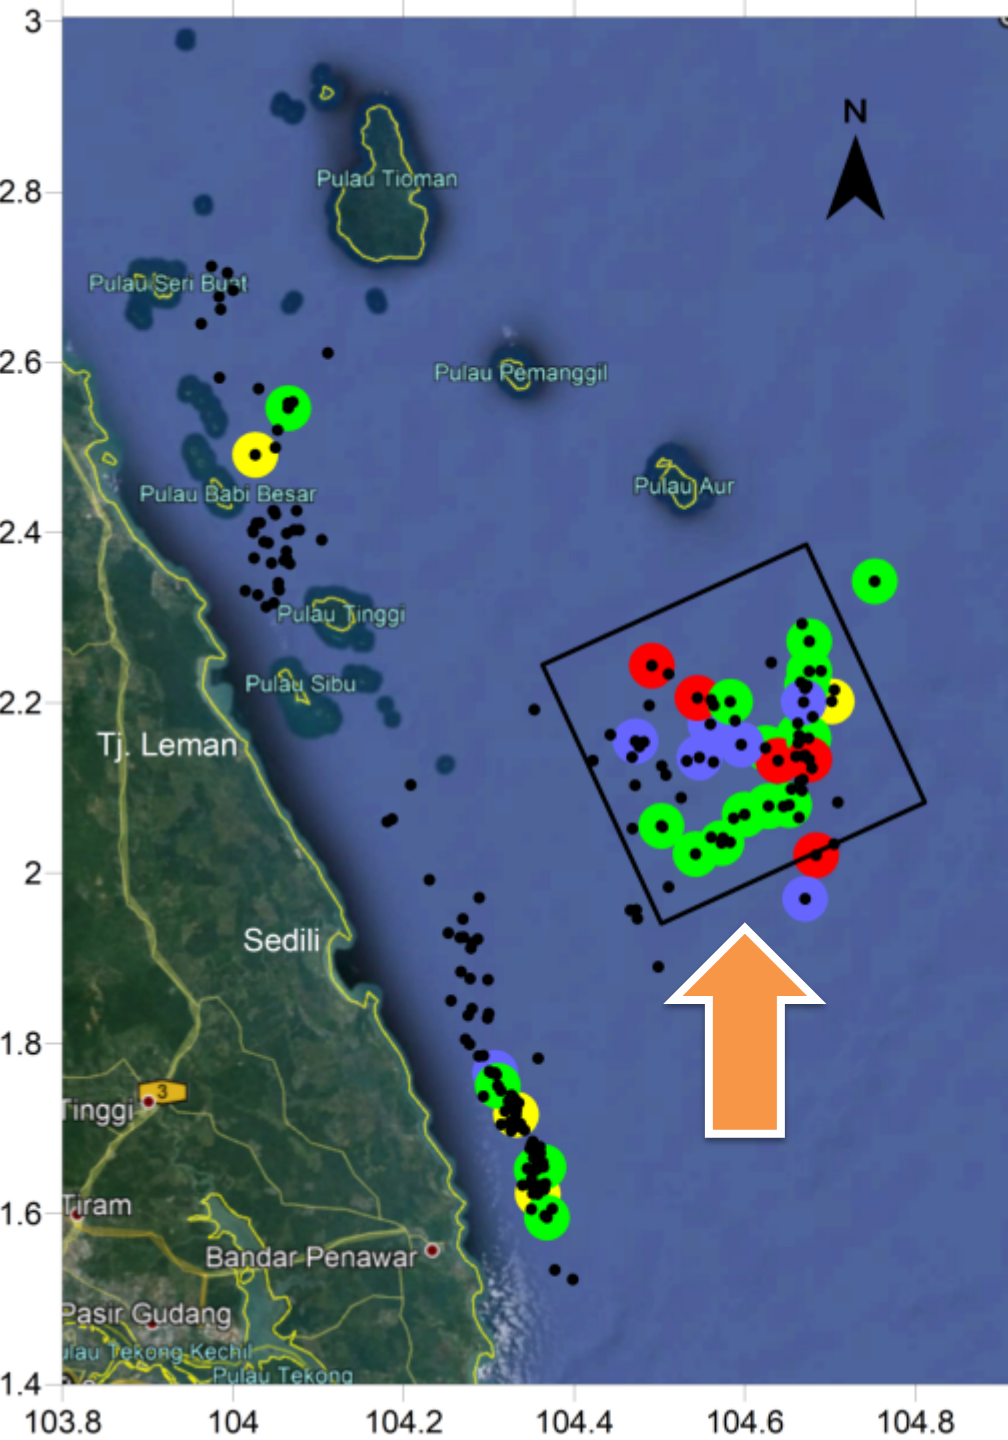 3
N
Pulau Tioman
2.8
Pulau Seri Buat
2.6
Pulau Pemanggil
Pulau Aur
Pulau Babi Besar
2.4
Pulau Tinggi
Pulau Sibu
2.2
Tj. Leman
2
Sedili
1.8
3
Tinggi
Tiram
1.6
Bandar Penawar
Pasir Gudang
ulau Tekong Kechil
Pulau Tekong
1.4
103.8 104 104.2 104.4 104.6 104.8